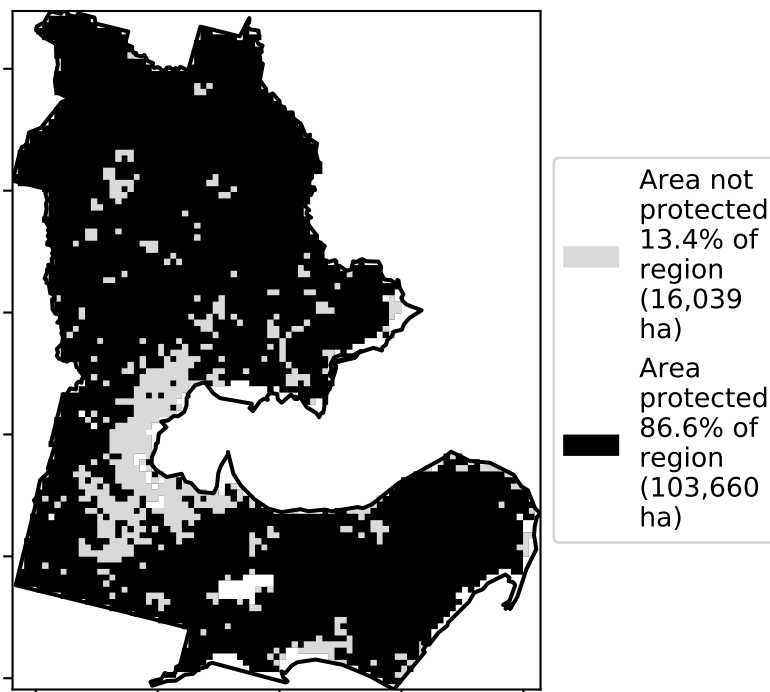 Area not
protected
13.4% of
region
(16,039
ha)
Area
protected
86.6% of
region
(103,660
ha)